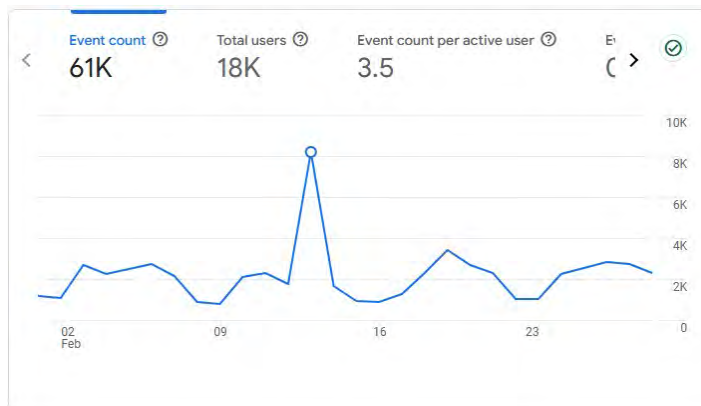 Event count
61K
Total users
18K
Event count per active user
3.5
10K
8K
6K
4K
2K
0
02
Feb
09
16
23